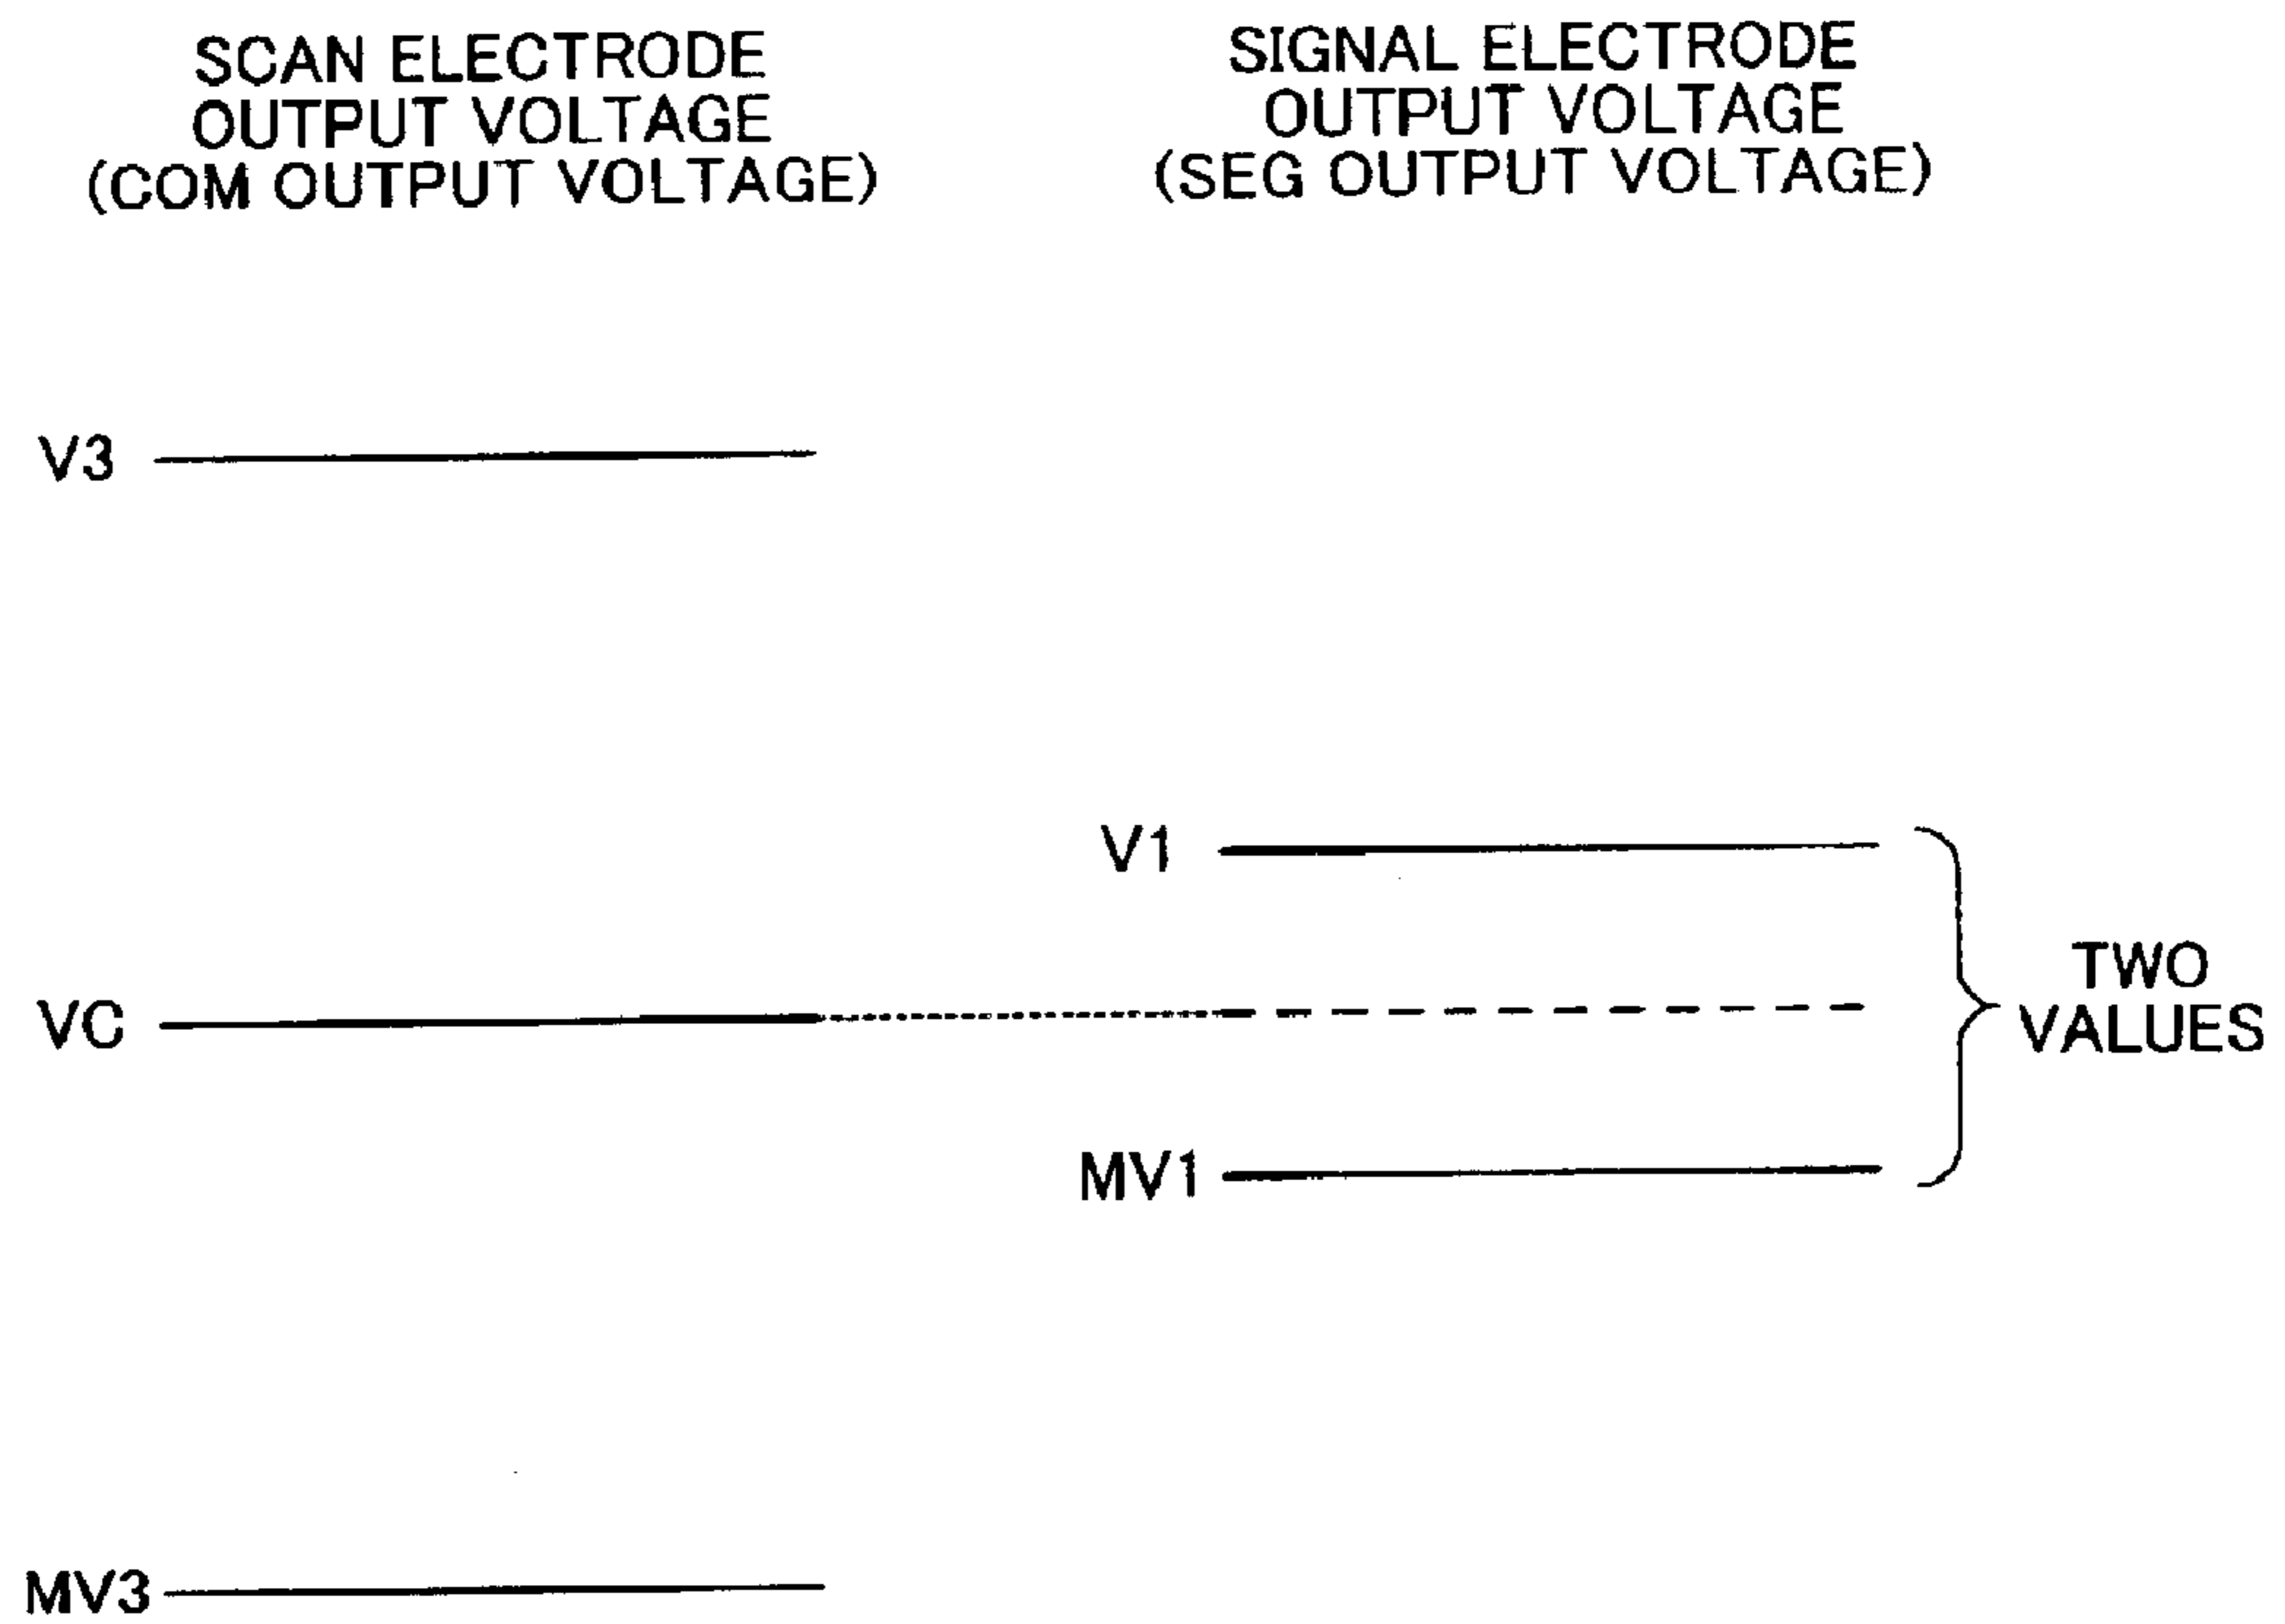 SCAN ELECTRODE
OUTPUT VOLTAGE
(COM OUTPUT VOLTAGE)
SIGNAL ELECTRODE
OUTPUT VOLTAGE
(SEG OUTPUT VOLTAGE)
V3
V1
VC
TWO
VALUES
MV1
MV3